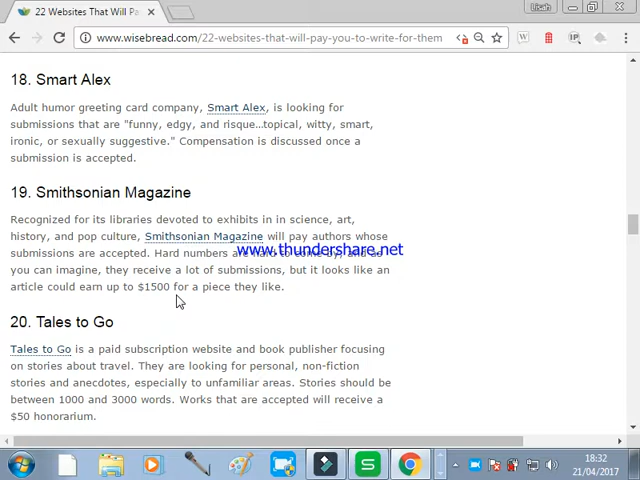 22 Websites That Will Pa
Lisah
www.wisebread.com/22-websites-that-will-pay-you-to-write-for-them
18. Smart Alex
Adult humor greeting card company, Smart Alex, is looking for
submissions that are "funny, edgy, and risque...topical, witty, smart,
ironic, or sexually suggestive." Compensation is discussed once a
submission is accepted.
19. Smithsonian Magazine
Recognized for its libraries devoted to exhibits in in science, art,
history, and pop culture, Smithsonian Magazine will pay authors whose
www.thundershare.net
submissions are accepted. Hard numbers are hard to come by, and as
you can imagine, they receive a lot of submissions, but it looks like an
article could earn up to $1500 for a piece they like.
20. Tales to Go
Tales to Go is a paid subscription website and book publisher focusing
on stories about travel. They are looking for personal, non-fiction
stories and anecdotes, especially to unfamiliar areas. Stories should be
between 1000 and 3000 words. Works that are accepted will receive a
$50 honorarium.
18:32
21/04/2017